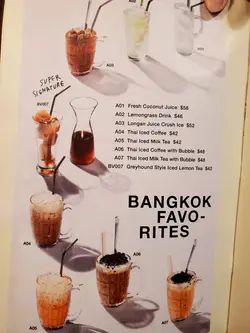 A03
SUPER
SIGNATURE
BV007
A01 Fresh Coconut Juice $56
A02 Lemongrass Drink $46
A03 Longan Juice Crush Ice $52
A04 Thai Iced Coffee $42
A05 Thai Iced Milk Tea $42
A06 Thai Iced Coffee with Bubble $48
A07 Thai Iced Milk Tea with Bubble $48
BV007 Greyhound Style Iced Lemon Tea $42
BANGKOK
FAVO-
RITES
A04
A06
A05
A07